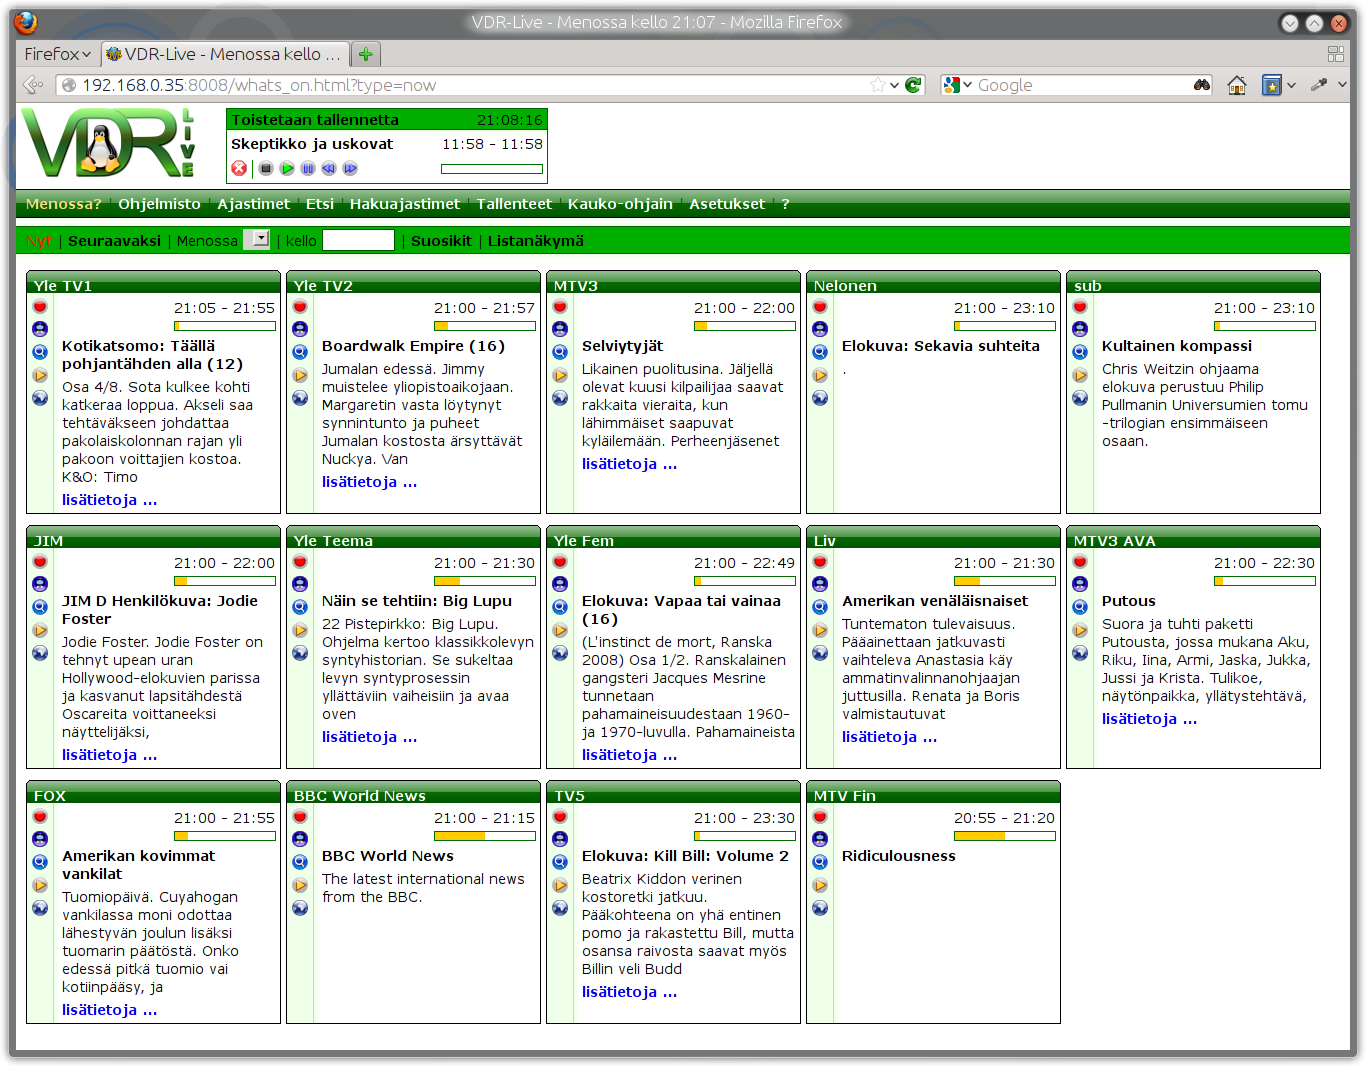 VDR-Live - Menossa kello 21:07 - Mozilla Firefox
Firefox
VDR-Live - Menossa kello ...
192.168.0.35:8008/whats_on.html?type=now
Google
VDR LIVE
Toistetaan tallennetta 21:08:16
Skeptikko ja uskovat 11:58 - 11:58
Menossa? Ohjelmisto Ajastimet Etsi Hakuajastimet Tallenteet Kauko-ohjain Asetukset ?
Nyt | Seuraavaksi | Menossa | kello | Suosikit | Listanäkymä
Yle TV1
21:05 - 21:55
Kotikatsomo: Täällä
pohjantähden alla (12)
Osa 4/8. Sota kulkee kohti
katkeraa loppua. Akseli saa
tehtäväkseen johdattaa
pakolaiskolonnan rajan yli
pakoon voittajien kostoa.
K&O: Timo
lisätietoja ...
Yle TV2
21:00 - 21:57
Boardwalk Empire (16)
Jumalan edessä. Jimmy
muistelee yliopistoaikojaan.
Margaretin vasta löytynyt
synnintunto ja puheet
Jumalan kostosta ärsyttävät
Nuckya. Van
lisätietoja ...
MTV3
21:00 - 22:00
Selviytyjät
Likainen puolitusina. Jäljellä
olevat kuusi kilpailijaa saavat
rakkaita vieraita, kun
lähimmäiset saapuvat
kyläilemään. Perheenjäsenet
lisätietoja ...
Nelonen
21:00 - 23:10
Elokuva: Sekavia suhteita
.
sub
21:00 - 23:10
Kultainen kompassi
Chris Weitzin ohjaama
elokuva perustuu Philip
Pullmanin Universumien tomu
-trilogian ensimmäiseen
osaan.
JIM
21:00 - 22:00
JIM D Henkilökuva: Jodie
Foster
Jodie Foster. Jodie Foster on
tehnyt upean uran
Hollywood-elokuvien parissa
ja kasvanut lapsitähdestä
Oscareita voittaneeksi
näyttelijäksi,
lisätietoja ...
Yle Teema
21:00 - 21:30
Näin se tehtiin: Big Lupu
22 Pistepirkko: Big Lupu.
Ohjelma kertoo klassikkolevyn
syntyhistorian. Se sukeltaa
levyn syntyprosessin
yllättäviin vaiheisiin ja avaa
oven
lisätietoja ...
Yle Fem
21:00 - 22:49
Elokuva: Vapaa tai vainaa
(16)
(L'instinct de mort, Ranska
2008) Osa 1/2. Ranskalainen
gangsteri Jacques Mesrine
tunnetaan
pahamaineisuudestaan 1960-
ja 1970-luvulla. Pahamaineista
lisätietoja ...
Liv
21:00 - 21:30
Amerikan venäläisnaiset
Tuntematon tulevaisuus.
Pääainettaan jatkuvasti
vaihteleva Anastasia käy
ammatinvalinnanohjaajan
juttusilla. Renata ja Boris
valmistautuvat
lisätietoja ...
MTV3 AVA
21:00 - 22:30
Putous
Suora ja tuhti paketti
Putousta, jossa mukana Aku,
Riku, Iina, Armi, Jaska, Jukka,
Jussi ja Krista. Tulikoe,
näytönpaikka, yllätystehtävä,
lisätietoja ...
FOX
21:00 - 21:55
Amerikan kovimmat
vankilat
Tuomiopäivä. Cuyahogan
vankilassa moni odottaa
lähestyvän joulun lisäksi
tuomarin päätöstä. Onko
edessä pitkä tuomio vai
kotiinpääsy, ja
lisätietoja ...
BBC World News
21:00 - 21:15
BBC World News
The latest international news
from the BBC.
TV5
21:00 - 23:30
Elokuva: Kill Bill: Volume 2
Beatrix Kiddon verinen
kostoretki jatkuu.
Pääkohteena on yhä entinen
pomo ja rakastettu Bill, mutta
osansa raivosta saavat myös
Billin veli Budd
lisätietoja ...
MTV Fin
20:55 - 21:20
Ridiculousness